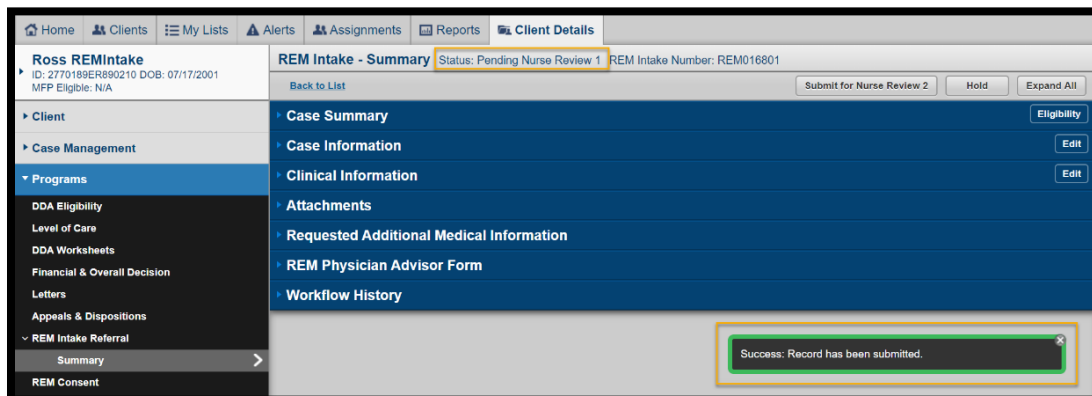 Home Clients My Lists Alerts Assignments Reports Client Details
Ross REMIntake
ID: 2770189ER890210 DOB: 07/17/2001
MFP Eligible: N/A
REM Intake - Summary Status: Pending Nurse Review 1 REM Intake Number: REM016801
Back to List Submit for Nurse Review 2 Hold Expand All
Client
Case Management
Programs
DDA Eligibility
Level of Care
DDA Worksheets
Financial & Overall Decision
Letters
Appeals & Dispositions
REM Intake Referral
Summary
REM Consent
Case Summary Eligibility
Case Information Edit
Clinical Information Edit
Attachments
Requested Additional Medical Information
REM Physician Advisor Form
Workflow History
Success: Record has been submitted.